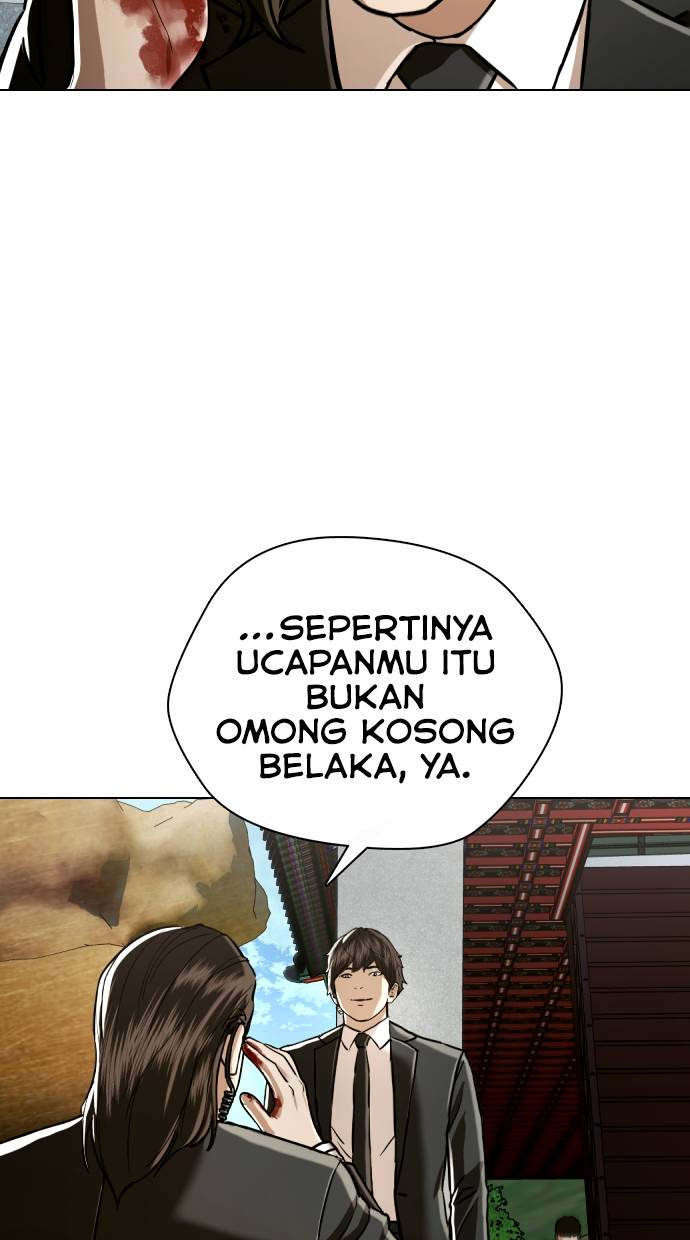 ...SEPERTINYA
UCAPANMU ITU
BUKAN
OMONG KOSONG
BELAKA, YA.